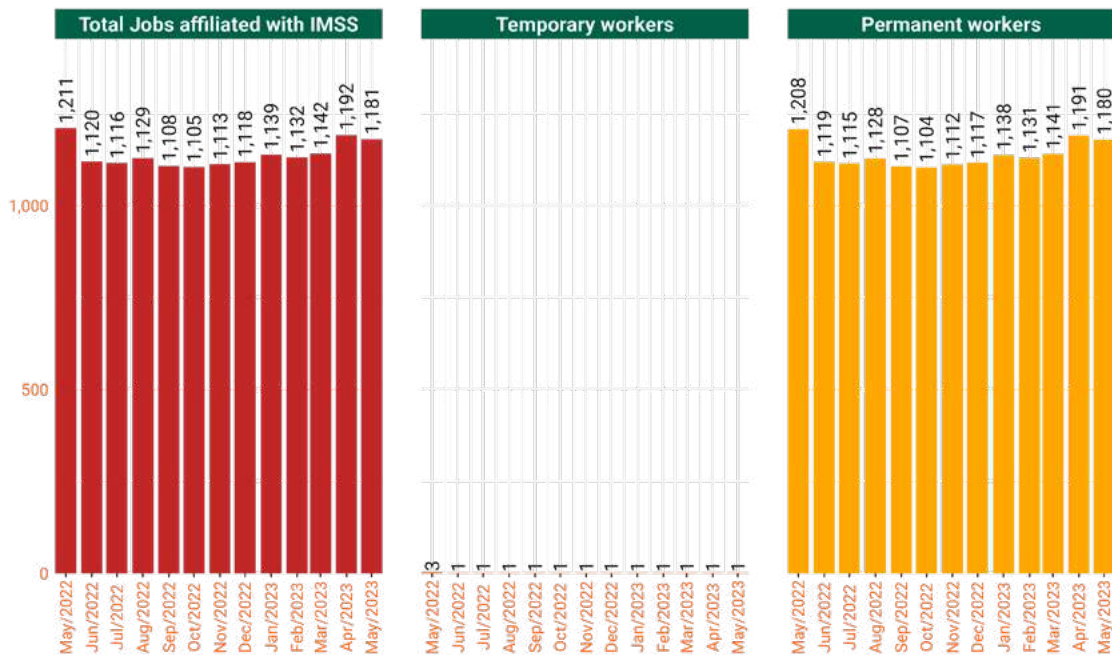 Total Jobs affiliated with IMSS
Temporary workers
Permanent workers
1,211
1,120
1,116
1,129
1,108
1,105
1,113
1,118
1,139
1,132
1,142
1,192
1,181
3
1
1
1
1
1
1
1
1
1
1
1
1
1,208
1,119
1,115
1,128
1,107
1,104
1,112
1,117
1,138
1,131
1,141
1,191
1,180
1,000
500
0
May/2022
Jun/2022
Jul/2022
Aug/2022
Sep/2022
Oct/2022
Nov/2022
Dec/2022
Jan/2023
Feb/2023
Mar/2023
Apr/2023
May/2023
May/2022
Jun/2022
Jul/2022
Aug/2022
Sep/2022
Oct/2022
Nov/2022
Dec/2022
Jan/2023
Feb/2023
Mar/2023
Apr/2023
May/2023
May/2022
Jun/2022
Jul/2022
Aug/2022
Sep/2022
Oct/2022
Nov/2022
Dec/2022
Jan/2023
Feb/2023
Mar/2023
Apr/2023
May/2023